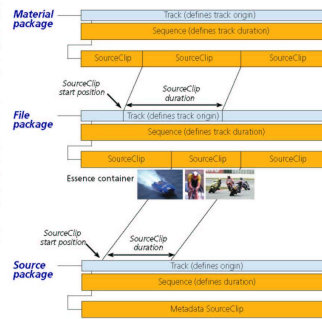 Material package
Track (defines track origin)
Sequence (defines track duration)
SourceClip SourceClip SourceClip
SourceClip start position
SourceClip duration
File package
Track (defines track origin)
Sequence (defines track duration)
SourceClip SourceClip SourceClip
Essence container
SourceClip start position
SourceClip duration
Source package
Track (defines origin)
Sequence (defines duration)
Metadata SourceClip